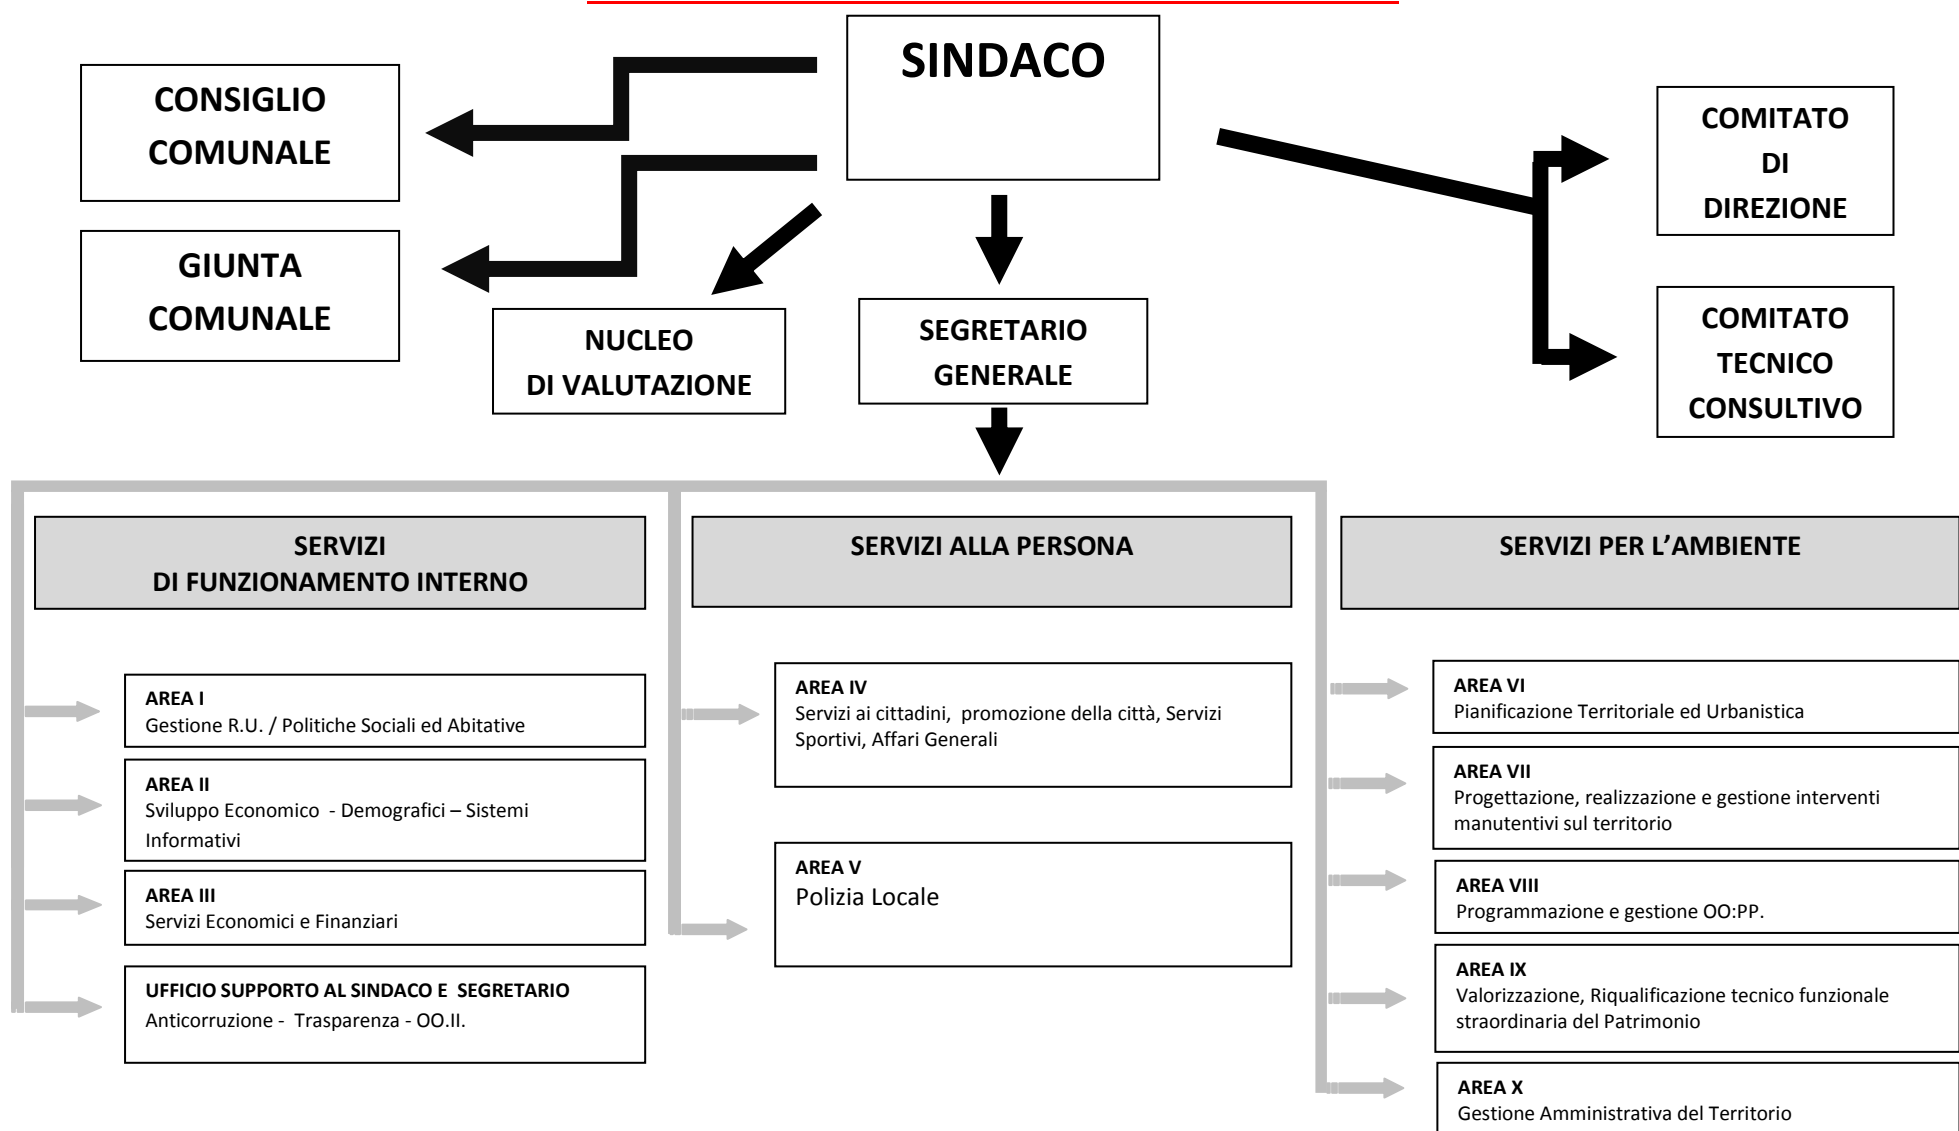 SINDACO
CONSIGLIO
COMUNALE
GIUNTA
COMUNALE
NUCLEO
DI VALUTAZIONE
SEGRETARIO
GENERALE
COMITATO
DI
DIREZIONE
COMITATO
TECNICO
CONSULTIVO
SERVIZI
DI FUNZIONAMENTO INTERNO
AREA I
Gestione R.U. / Politiche Sociali ed Abitative
AREA II
Sviluppo Economico - Demografici – Sistemi
Informativi
AREA III
Servizi Economici e Finanziari
UFFICIO SUPPORTO AL SINDACO E SEGRETARIO
Anticorruzione - Trasparenza - OO.II.
SERVIZI ALLA PERSONA
AREA IV
Servizi ai cittadini, promozione della città, Servizi
Sportivi, Affari Generali
AREA V
Polizia Locale
SERVIZI PER L’AMBIENTE
AREA VI
Pianificazione Territoriale ed Urbanistica
AREA VII
Progettazione, realizzazione e gestione interventi
manutentivi sul territorio
AREA VIII
Programmazione e gestione OO:PP.
AREA IX
Valorizzazione, Riqualificazione tecnico funzionale
straordinaria del Patrimonio
AREA X
Gestione Amministrativa del Territorio